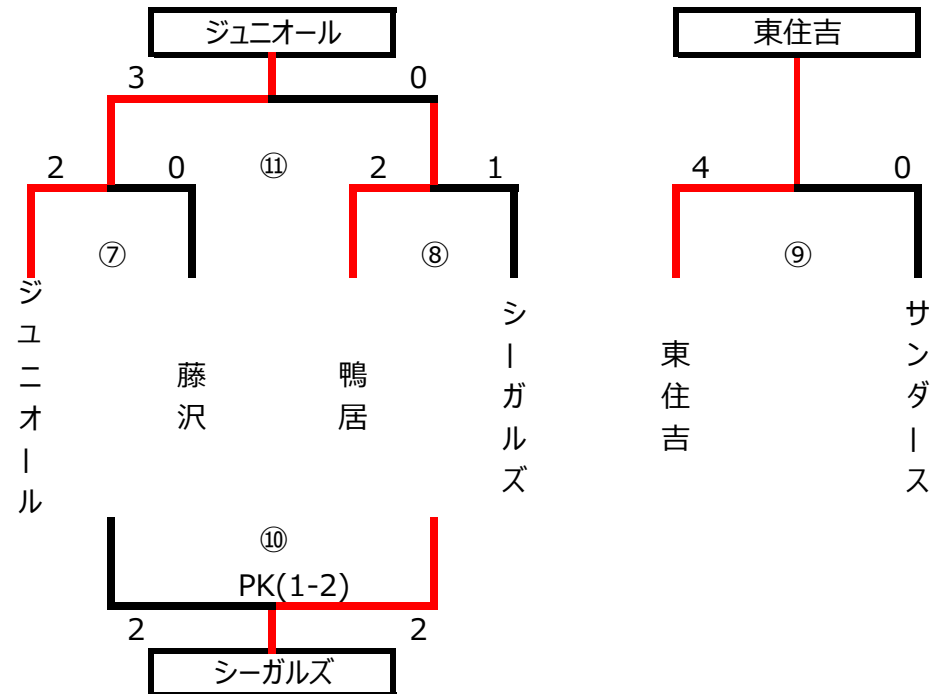 ジュニオール
東住吉
3 0
2 0 ⑪ 2 1
4 0
⑦ ⑧ ⑨
ジュニオール
藤沢
鴨居
シーガルズ
東住吉
サンダース
⑩
PK(1-2)
2 2
シーガルズ